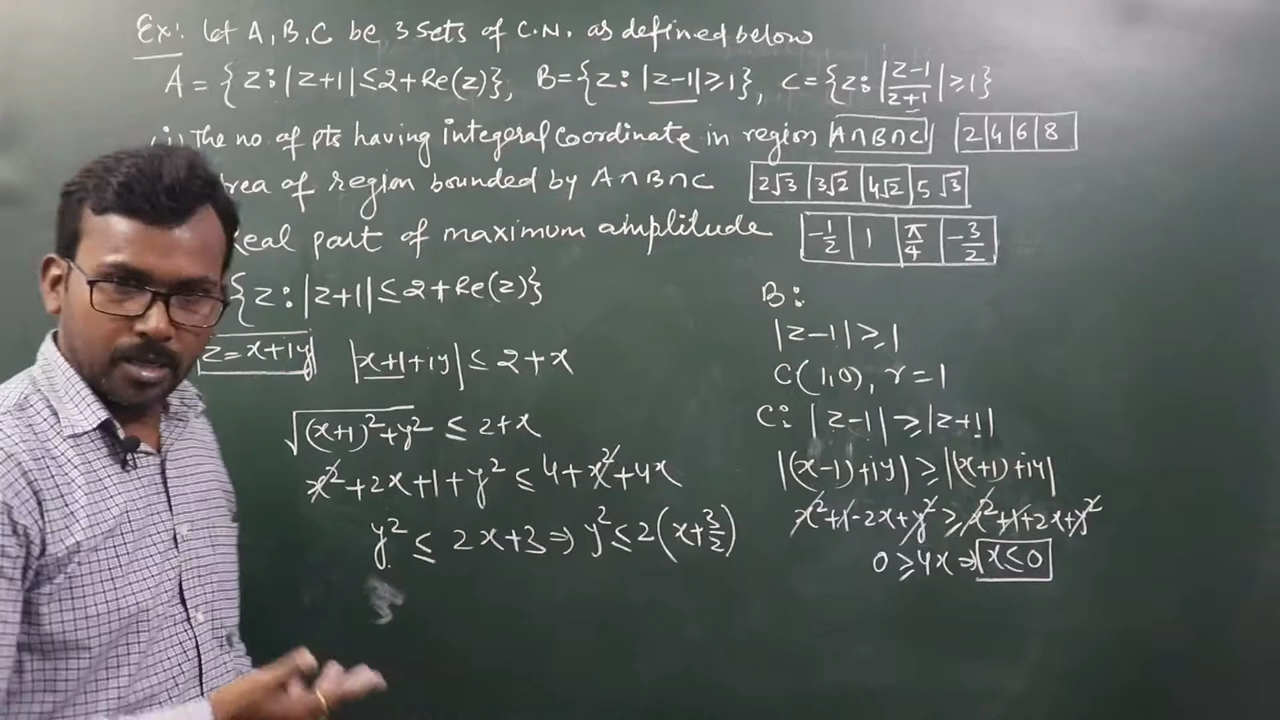 Ex: let A, B, C be 3 sets of C.N. as defined below
A = {z: |z+1| ≤ 2+Re(z)}, B={z: |z-1| ≥ 1}, C={z: |z-1/z+1| ≥ 1}
(i) The no. of pts having integral coordinate in region A∩B∩C 2 | 4 | 6 | 8
area of region bounded by A∩B∩C 2√3 | 3√2 | 4√2 | 5√3
Real part of maximum amplitude -1/2 | 1 | π/4 | -3/2
{z: |z+1| ≤ 2+Re(z)}
z=x+iy |x+1+iy| ≤ 2+x
√(x+1)²+y² ≤ 2+x
x²+2x+1+y² ≤ 4+x²+4x
y² ≤ 2x+3 ⇒ y² ≤ 2(x+3/2)
B:
|z-1| ≥ 1
C(1,0), r=1
C: |z-1| ≥ |z+1|
|(x-1)+iy| ≥ |(x+1)+iy|
x²+1-2x+y² ≥ x²+1+2x+y²
0 ≥ 4x ⇒ x ≤ 0